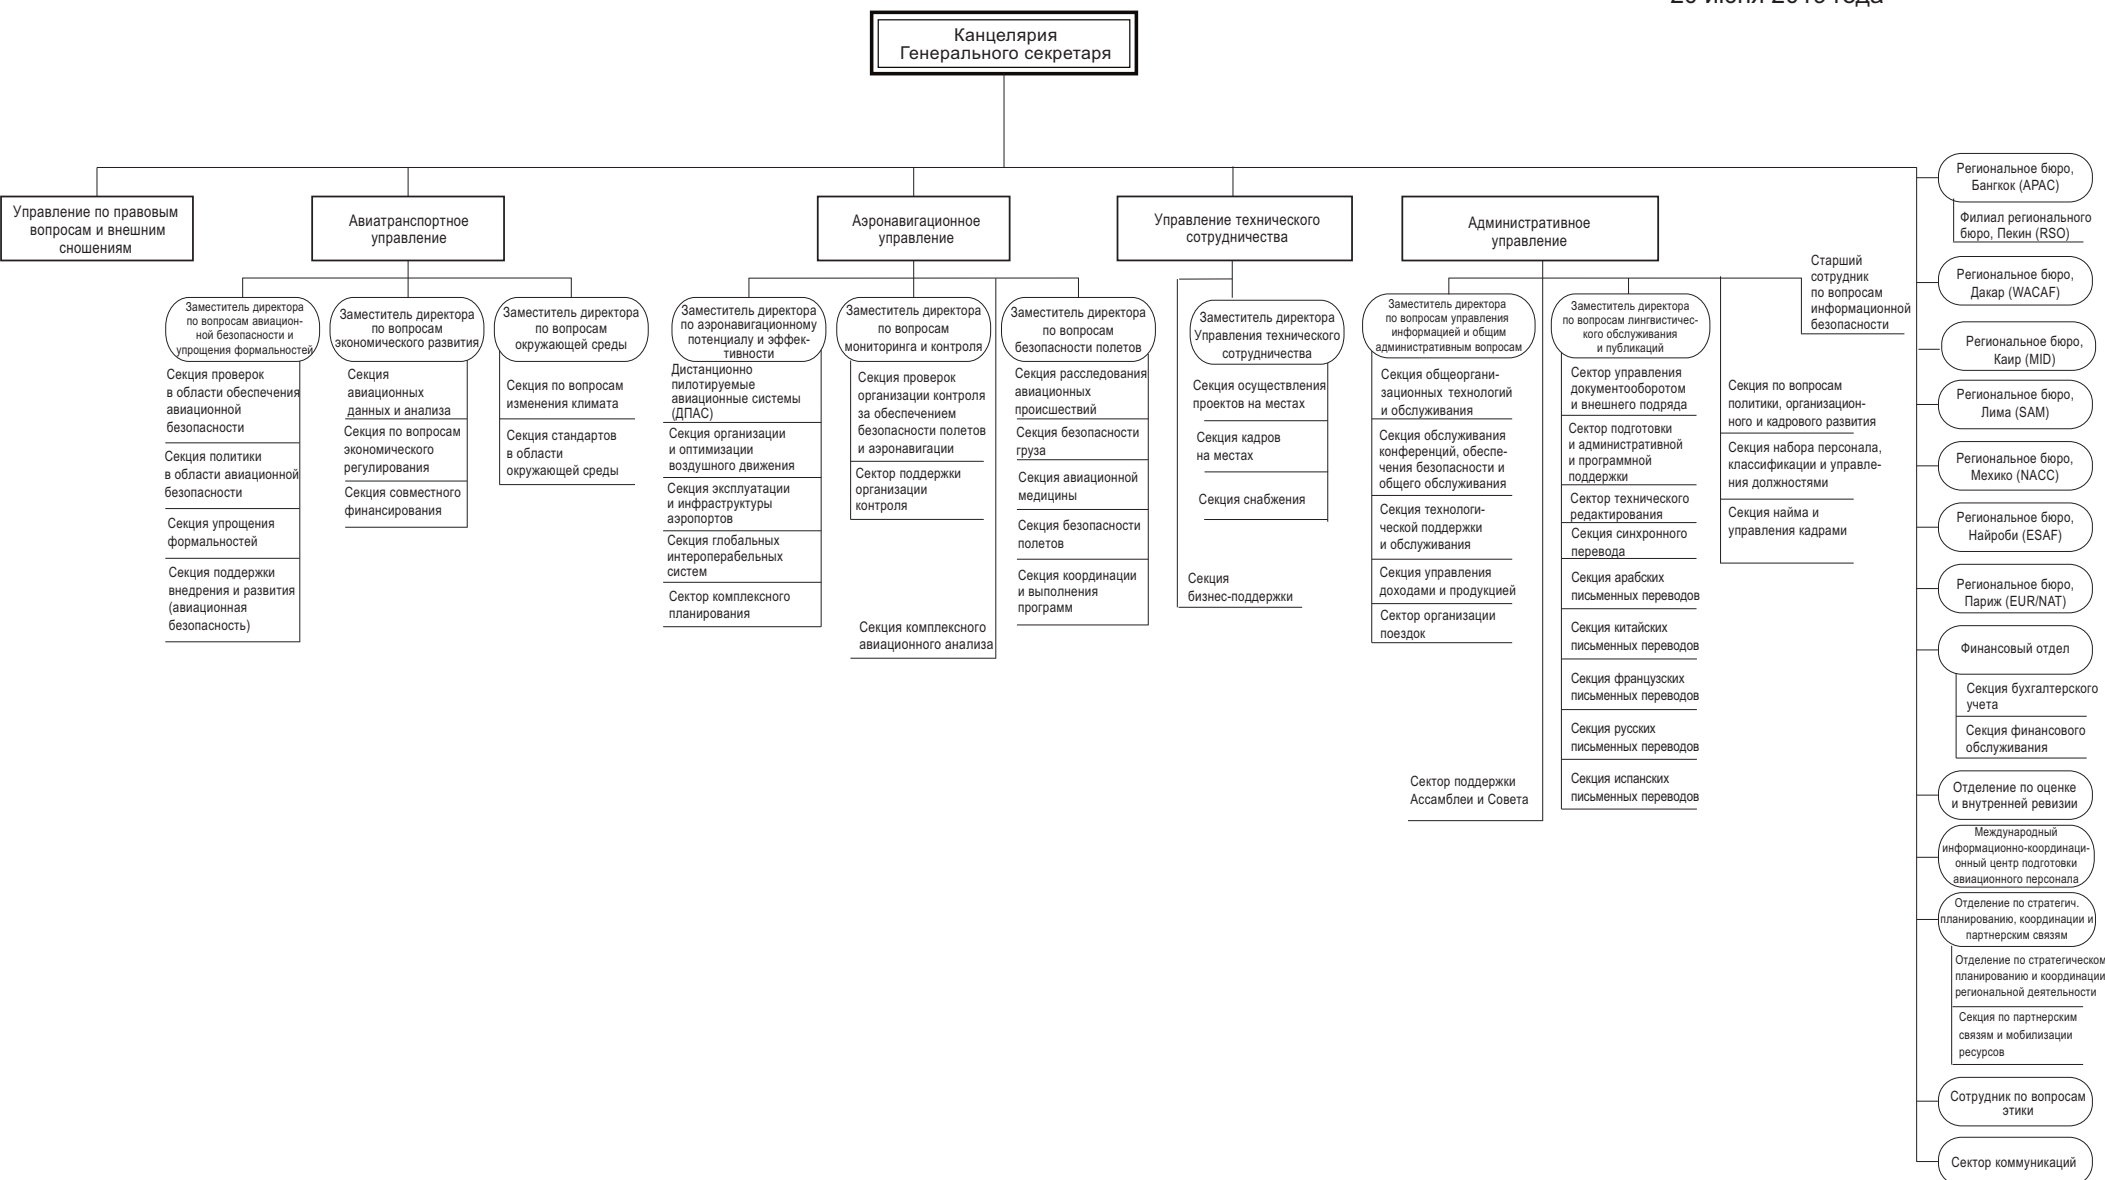 июня года
Канцелярия
Генерального секретаря
Управление по правовым
вопросам и внешним
сношениям
Авиатранспортное
управление
Заместитель директора
по вопросам авиацион-
ной безопасности и
упрощения формальностей
Секция проверок
в области обеспечения
авиационной
безопасности
Секция политики
в области авиационной
безопасности
Секция упрощения
формальностей
Секция поддержки
внедрения и развития
(авиационная
безопасность)
Заместитель директора
по вопросам
экономического развития
Секция
авиационных
данных и анализа
Секция по вопросам
экономического
регулирования
Секция совместного
финансирования
Заместитель директора
по вопросам
окружающей среды
Секция по вопросам
изменения климата
Секция стандартов
в области
окружающей среды
Аэронавигационное
управление
Заместитель директора
по аэронавигационному
потенциалу и эффек-
тивности
Дистанционно
пилотируемые
авиационные системы
(ДПАС)
Секция организации
и оптимизации
воздушного движения
Секция эксплуатации
и инфраструктуры
аэропортов
Секция глобальных
интероперабельных
систем
Сектор комплексного
планирования
Заместитель директора
по вопросам
мониторинга и контроля
Секция проверок
организации контроля
за обеспечением
безопасности полетов
и аэронавигации
Сектор поддержки
организации
контроля
Секция комплексного
авиационного анализа
Заместитель директора
по вопросам
безопасности полетов
Секция расследования
авиационных
происшествий
Секция безопасности
груза
Секция авиационной
медицины
Секция безопасности
полетов
Секция координации
и выполнения
программ
Управление технического
сотрудничества
Заместитель директора
Управления технического
сотрудничества
Секция осуществления
проектов на местах
Секция кадров
на местах
Секция снабжения
Секция
бизнес-поддержки
Административное
управление
Заместитель директора
по вопросам управления
информацией и общим
административным вопросам
Секция общеоргани-
зационных технологий
и обслуживания
Секция обслуживания
конференций, обеспе-
чения безопасности и
общего обслуживания
Секция технологи-
ческой поддержки
и обслуживания
Секция управления
доходами и продукцией
Сектор организации
поездок
Сектор поддержки
Ассамблеи и Совета
Заместитель директора
по вопросам лингвистичес-
кого обслуживания
и публикаций
Сектор управления
документооборотом
и внешнего подряда
Сектор подготовки
и административной
и программной
поддержки
Сектор технического
редактирования
Секция синхронного
перевода
Секция арабских
письменных переводов
Секция китайских
письменных переводов
Секция французских
письменных переводов
Секция русских
письменных переводов
Секция испанских
письменных переводов
Секция по вопросам
политики, организацион-
ного и кадрового развития
Секция набора персонала,
классификации и управле-
ния должностями
Секция найма и
управления кадрами
Старший
сотрудник
по вопросам
информационной
безопасности
Региональное бюро,
Бангкок (APAC)
Филиал регионального
бюро, Пекин (RSO)
Региональное бюро,
Дакар (WACAF)
Региональное бюро,
Каир (MID)
Региональное бюро,
Лима (SAM)
Региональное бюро,
Мехико (NACC)
Региональное бюро,
Найроби (ESAF)
Региональное бюро,
Париж (EUR/NAT)
Финансовый отдел
Секция бухгалтерского
учета
Секция финансового
обслуживания
Отделение по оценке
и внутренней ревизии
Международный
информационно-координаци-
онный центр подготовки
авиационного персонала
Отделение по стратегич.
планированию, координации и
партнерским связям
Отделение по стратегическом
планированию и координации
региональной деятельности
Секция по партнерским
связям и мобилизации
ресурсов
Сотрудник по вопросам
этики
Сектор коммуникаций